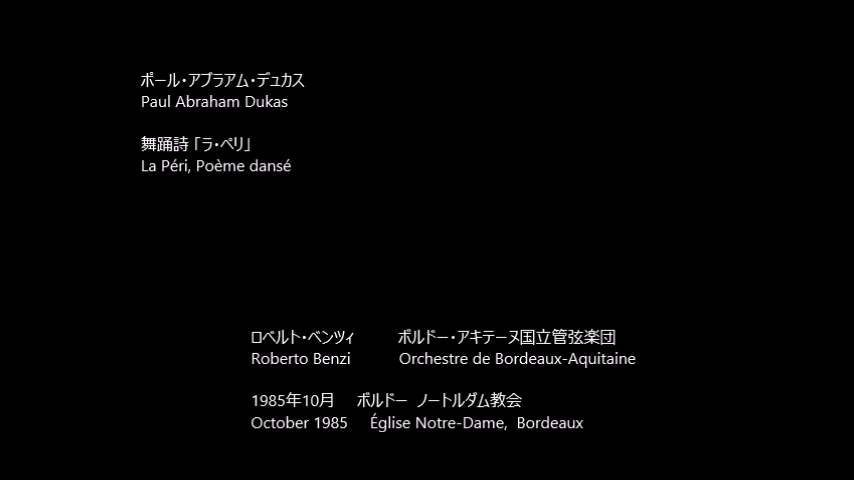 ポール・アブラアム・デュカス
Paul Abraham Dukas
舞踊詩「ラ・ペリ」
La Péri, Poème dansé
ロベルト・ベンツィ ボルドー・アキテーヌ国立管弦楽団
Roberto Benzi Orchestre de Bordeaux-Aquitaine
1985年10月 ボルドー ノートルダム教会
October 1985 Église Notre-Dame, Bordeaux